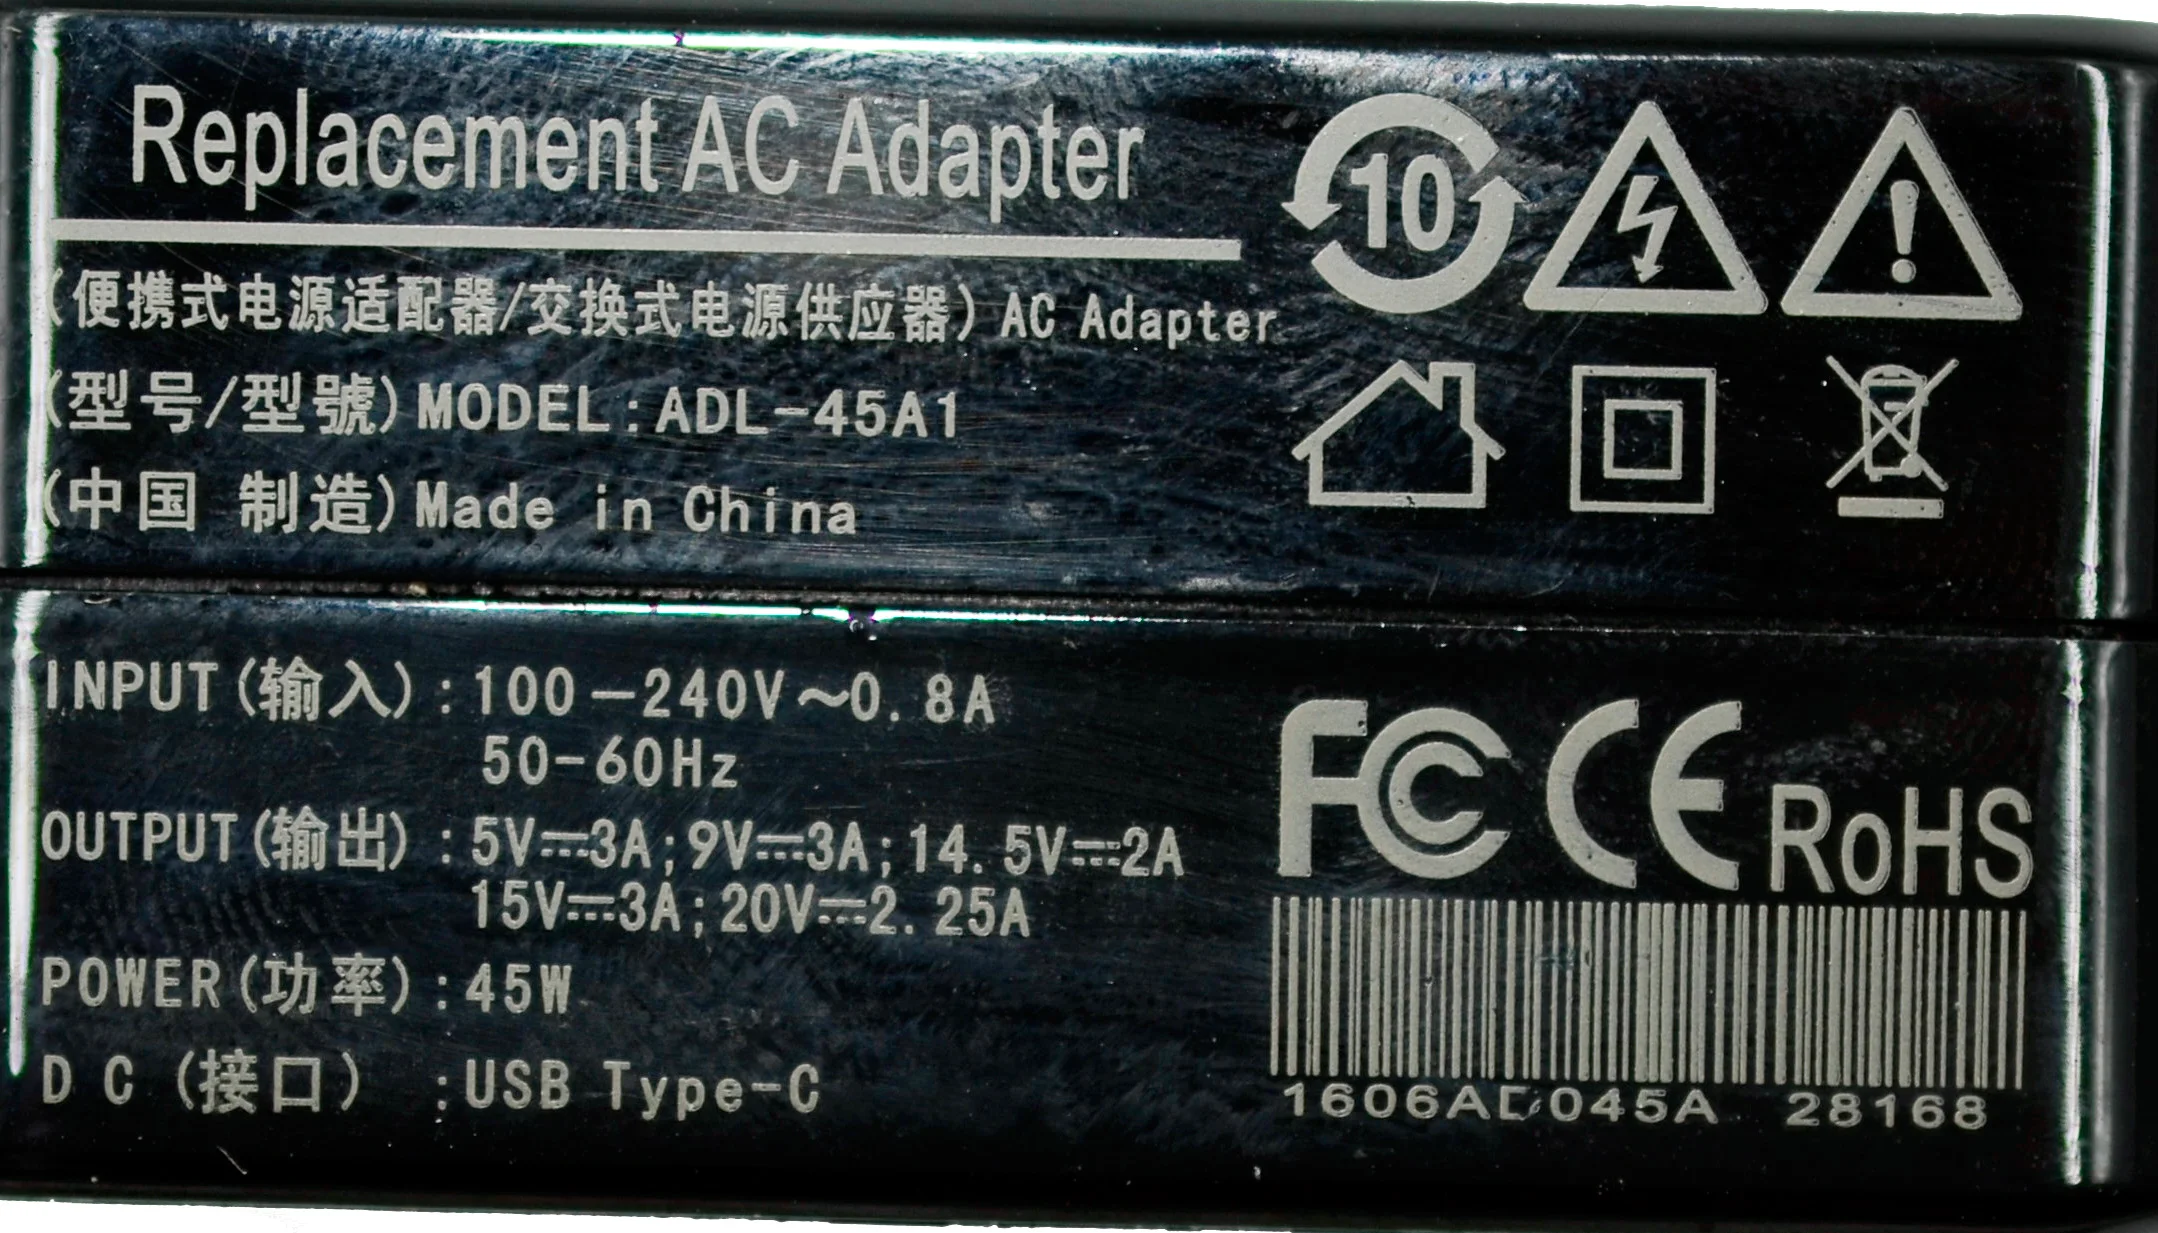 Replacement AC Adapter
10
(便携式电源适配器/交换式电源供应器) AC Adapter
(型号/型號) MODEL:ADL-45A1
(中国 制造) Made in China
INPUT(输入):100-240V~0.8A
50-60Hz
OUTPUT(输出):5V⎓3A;9V⎓3A;14.5V⎓2A
15V⎓3A;20V⎓2.25A
POWER(功率):45W
DC (接口) :USB Type-C
FC CE RoHS
1606AD045A 28168